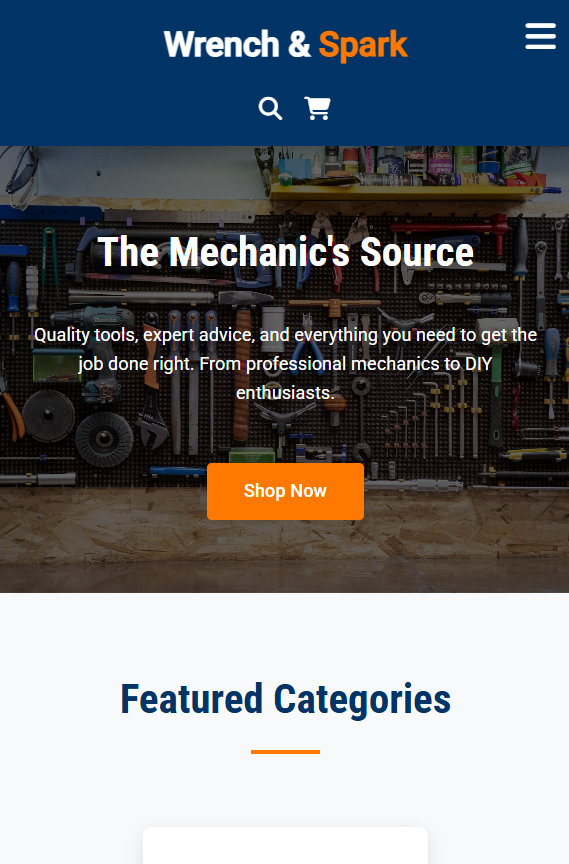 Wrench & Spark
The Mechanic's Source
Quality tools, expert advice, and everything you need to get the
job done right. From professional mechanics to DIY
enthusiasts.
Shop Now
Featured Categories